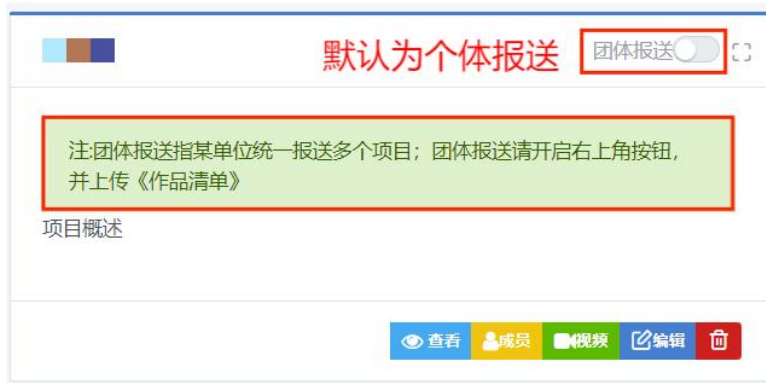 默认为个体报送 团体报送
注:团体报送指某单位统一报送多个项目；团体报送请开启右上角按钮，
并上传《作品清单》
项目概述
查看 成员 视频 编辑